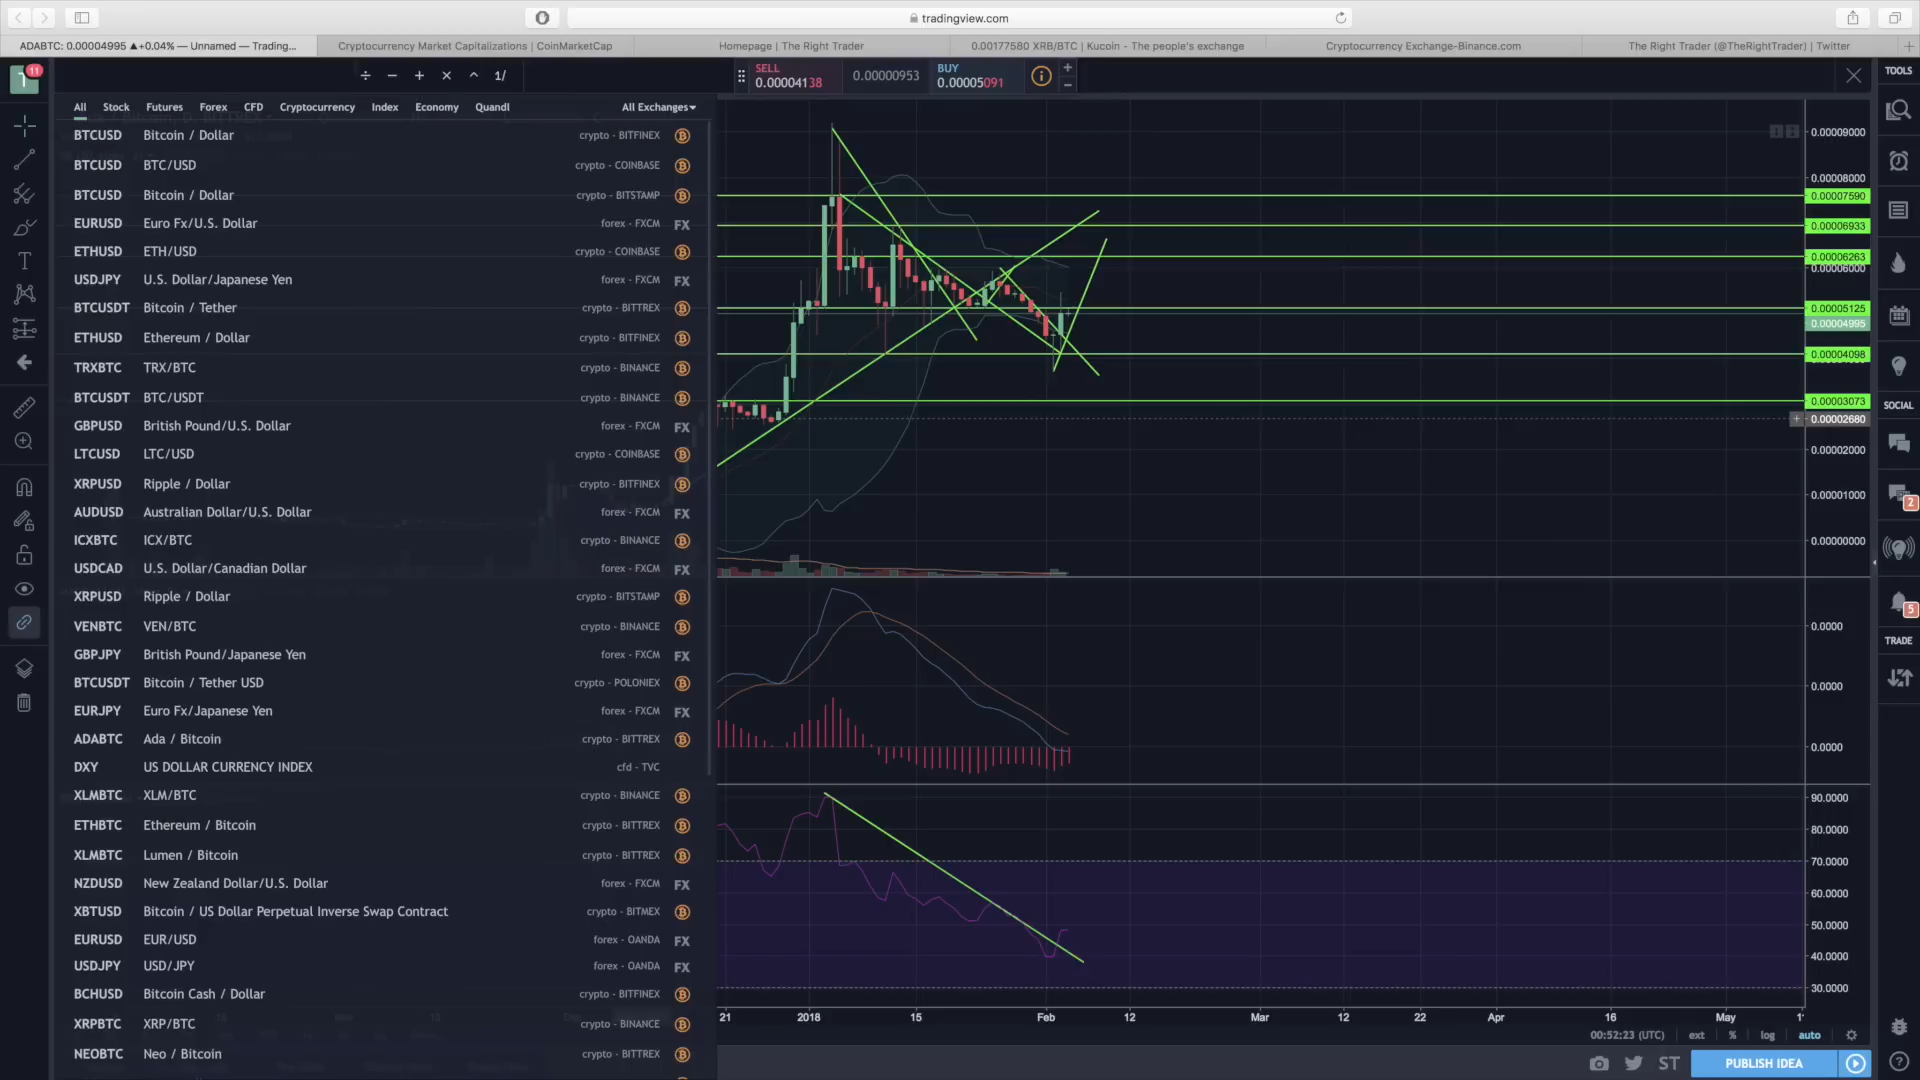 tradingview.com
ADABTC: 0.00004995 ▲+0.04% — Unnamed — Trading...
Cryptocurrency Market Capitalizations | CoinMarketCap
Homepage | The Right Trader
0.00177580 XRB/BTC | Kucoin - The people's exchange
Cryptocurrency Exchange-Binance.com
The Right Trader (@TheRightTrader) | Twitter
11
÷ − + × ^ 1/
SELL
0.00004138
0.00000953
BUY
0.00005091
TOOLS
All Stock Futures Forex CFD Cryptocurrency Index Economy Quandl All Exchanges
BTCUSD Bitcoin / Dollar crypto - BITFINEX
BTCUSD BTC/USD crypto - COINBASE
BTCUSD Bitcoin / Dollar crypto - BITSTAMP
EURUSD Euro Fx/U.S. Dollar forex - FXCM FX
ETHUSD ETH/USD crypto - COINBASE
USDJPY U.S. Dollar/Japanese Yen forex - FXCM FX
BTCUSDT Bitcoin / Tether crypto - BITTREX
ETHUSD Ethereum / Dollar crypto - BITFINEX
TRXBTC TRX/BTC crypto - BINANCE
BTCUSDT BTC/USDT crypto - BINANCE
GBPUSD British Pound/U.S. Dollar forex - FXCM FX
LTCUSD LTC/USD crypto - COINBASE
XRPUSD Ripple / Dollar crypto - BITFINEX
AUDUSD Australian Dollar/U.S. Dollar forex - FXCM FX
ICXBTC ICX/BTC crypto - BINANCE
USDCAD U.S. Dollar/Canadian Dollar forex - FXCM FX
XRPUSD Ripple / Dollar crypto - BITSTAMP
VENBTC VEN/BTC crypto - BINANCE
GBPJPY British Pound/Japanese Yen forex - FXCM FX
BTCUSDT Bitcoin / Tether USD crypto - POLONIEX
EURJPY Euro Fx/Japanese Yen forex - FXCM FX
ADABTC Ada / Bitcoin crypto - BITTREX
DXY US DOLLAR CURRENCY INDEX cfd - TVC
XLMBTC XLM/BTC crypto - BINANCE
ETHBTC Ethereum / Bitcoin crypto - BITTREX
XLMBTC Lumen / Bitcoin crypto - BITTREX
NZDUSD New Zealand Dollar/U.S. Dollar forex - FXCM FX
XBTUSD Bitcoin / US Dollar Perpetual Inverse Swap Contract crypto - BITMEX
EURUSD EUR/USD forex - OANDA FX
USDJPY USD/JPY forex - OANDA FX
BCHUSD Bitcoin Cash / Dollar crypto - BITFINEX
XRPBTC XRP/BTC crypto - BINANCE
NEOBTC Neo / Bitcoin crypto - BITTREX
0.00009000
0.00008000
0.00007590
0.00006933
0.00006263
0.00006000
0.00005125
0.00004995
0.00004098
0.00003073
0.00002680
0.00002000
0.00001000
0.00000000
0.0000
0.0000
0.0000
90.0000
80.0000
70.0000
60.0000
50.0000
40.0000
30.0000
21 2018 15 Feb 12 Mar 12 22 Apr 16 May
00:52:23 (UTC) ext % log auto
ST PUBLISH IDEA
SOCIAL
2
5
TRADE